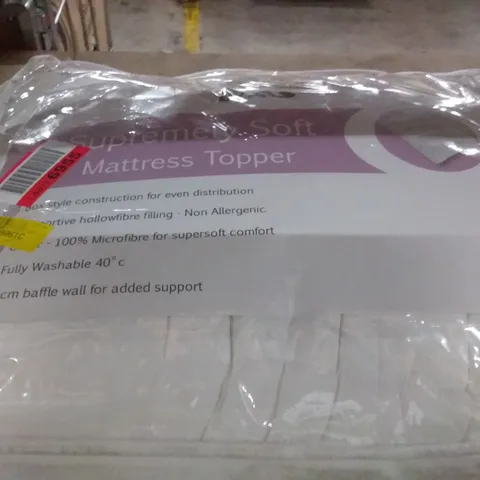 Supremely Soft
Mattress Topper
Box style construction for even distribution
hollowfibre filling · Non Allergenic
- 100% Microfibre for supersoft comfort
Fully Washable 40°c
cm baffle wall for added support
6955